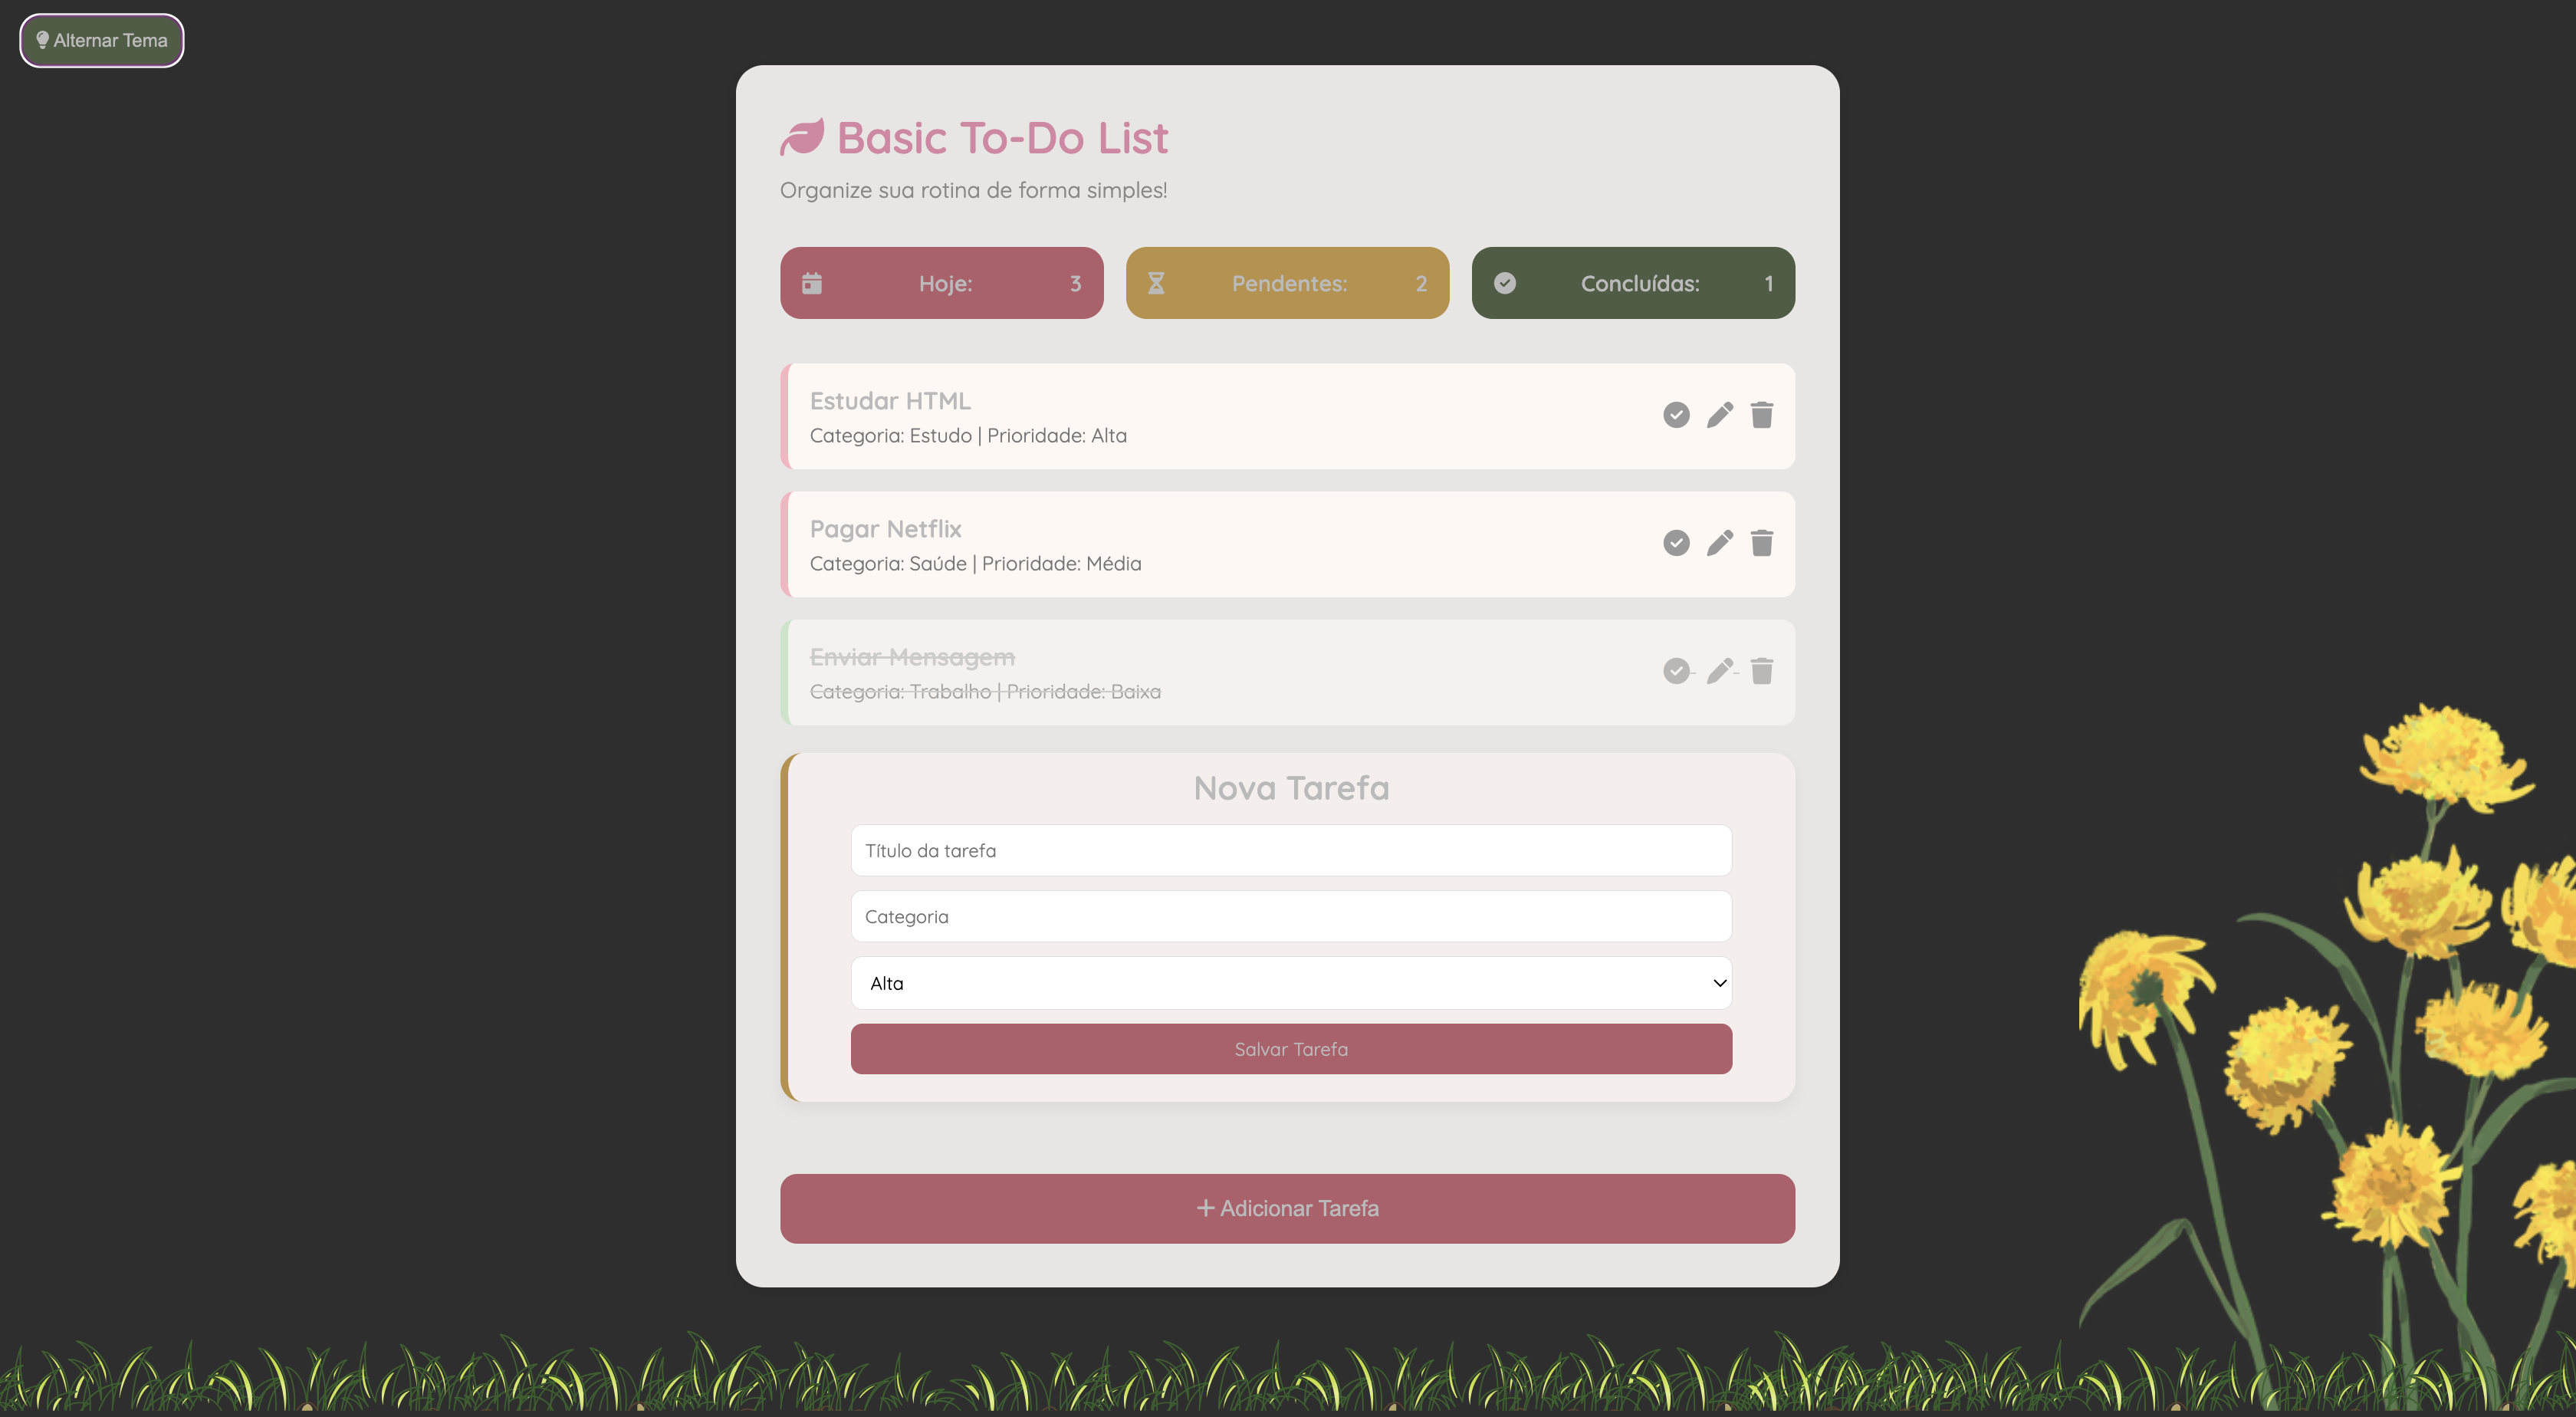 Alternar Tema
Basic To-Do List
Organize sua rotina de forma simples!
Hoje: 3
Pendentes: 2
Concluídas: 1
Estudar HTML
Categoria: Estudo | Prioridade: Alta
Pagar Netflix
Categoria: Saúde | Prioridade: Média
Enviar Mensagem
Categoria: Trabalho | Prioridade: Baixa
Nova Tarefa
Título da tarefa
Categoria
Alta
Salvar Tarefa
Adicionar Tarefa